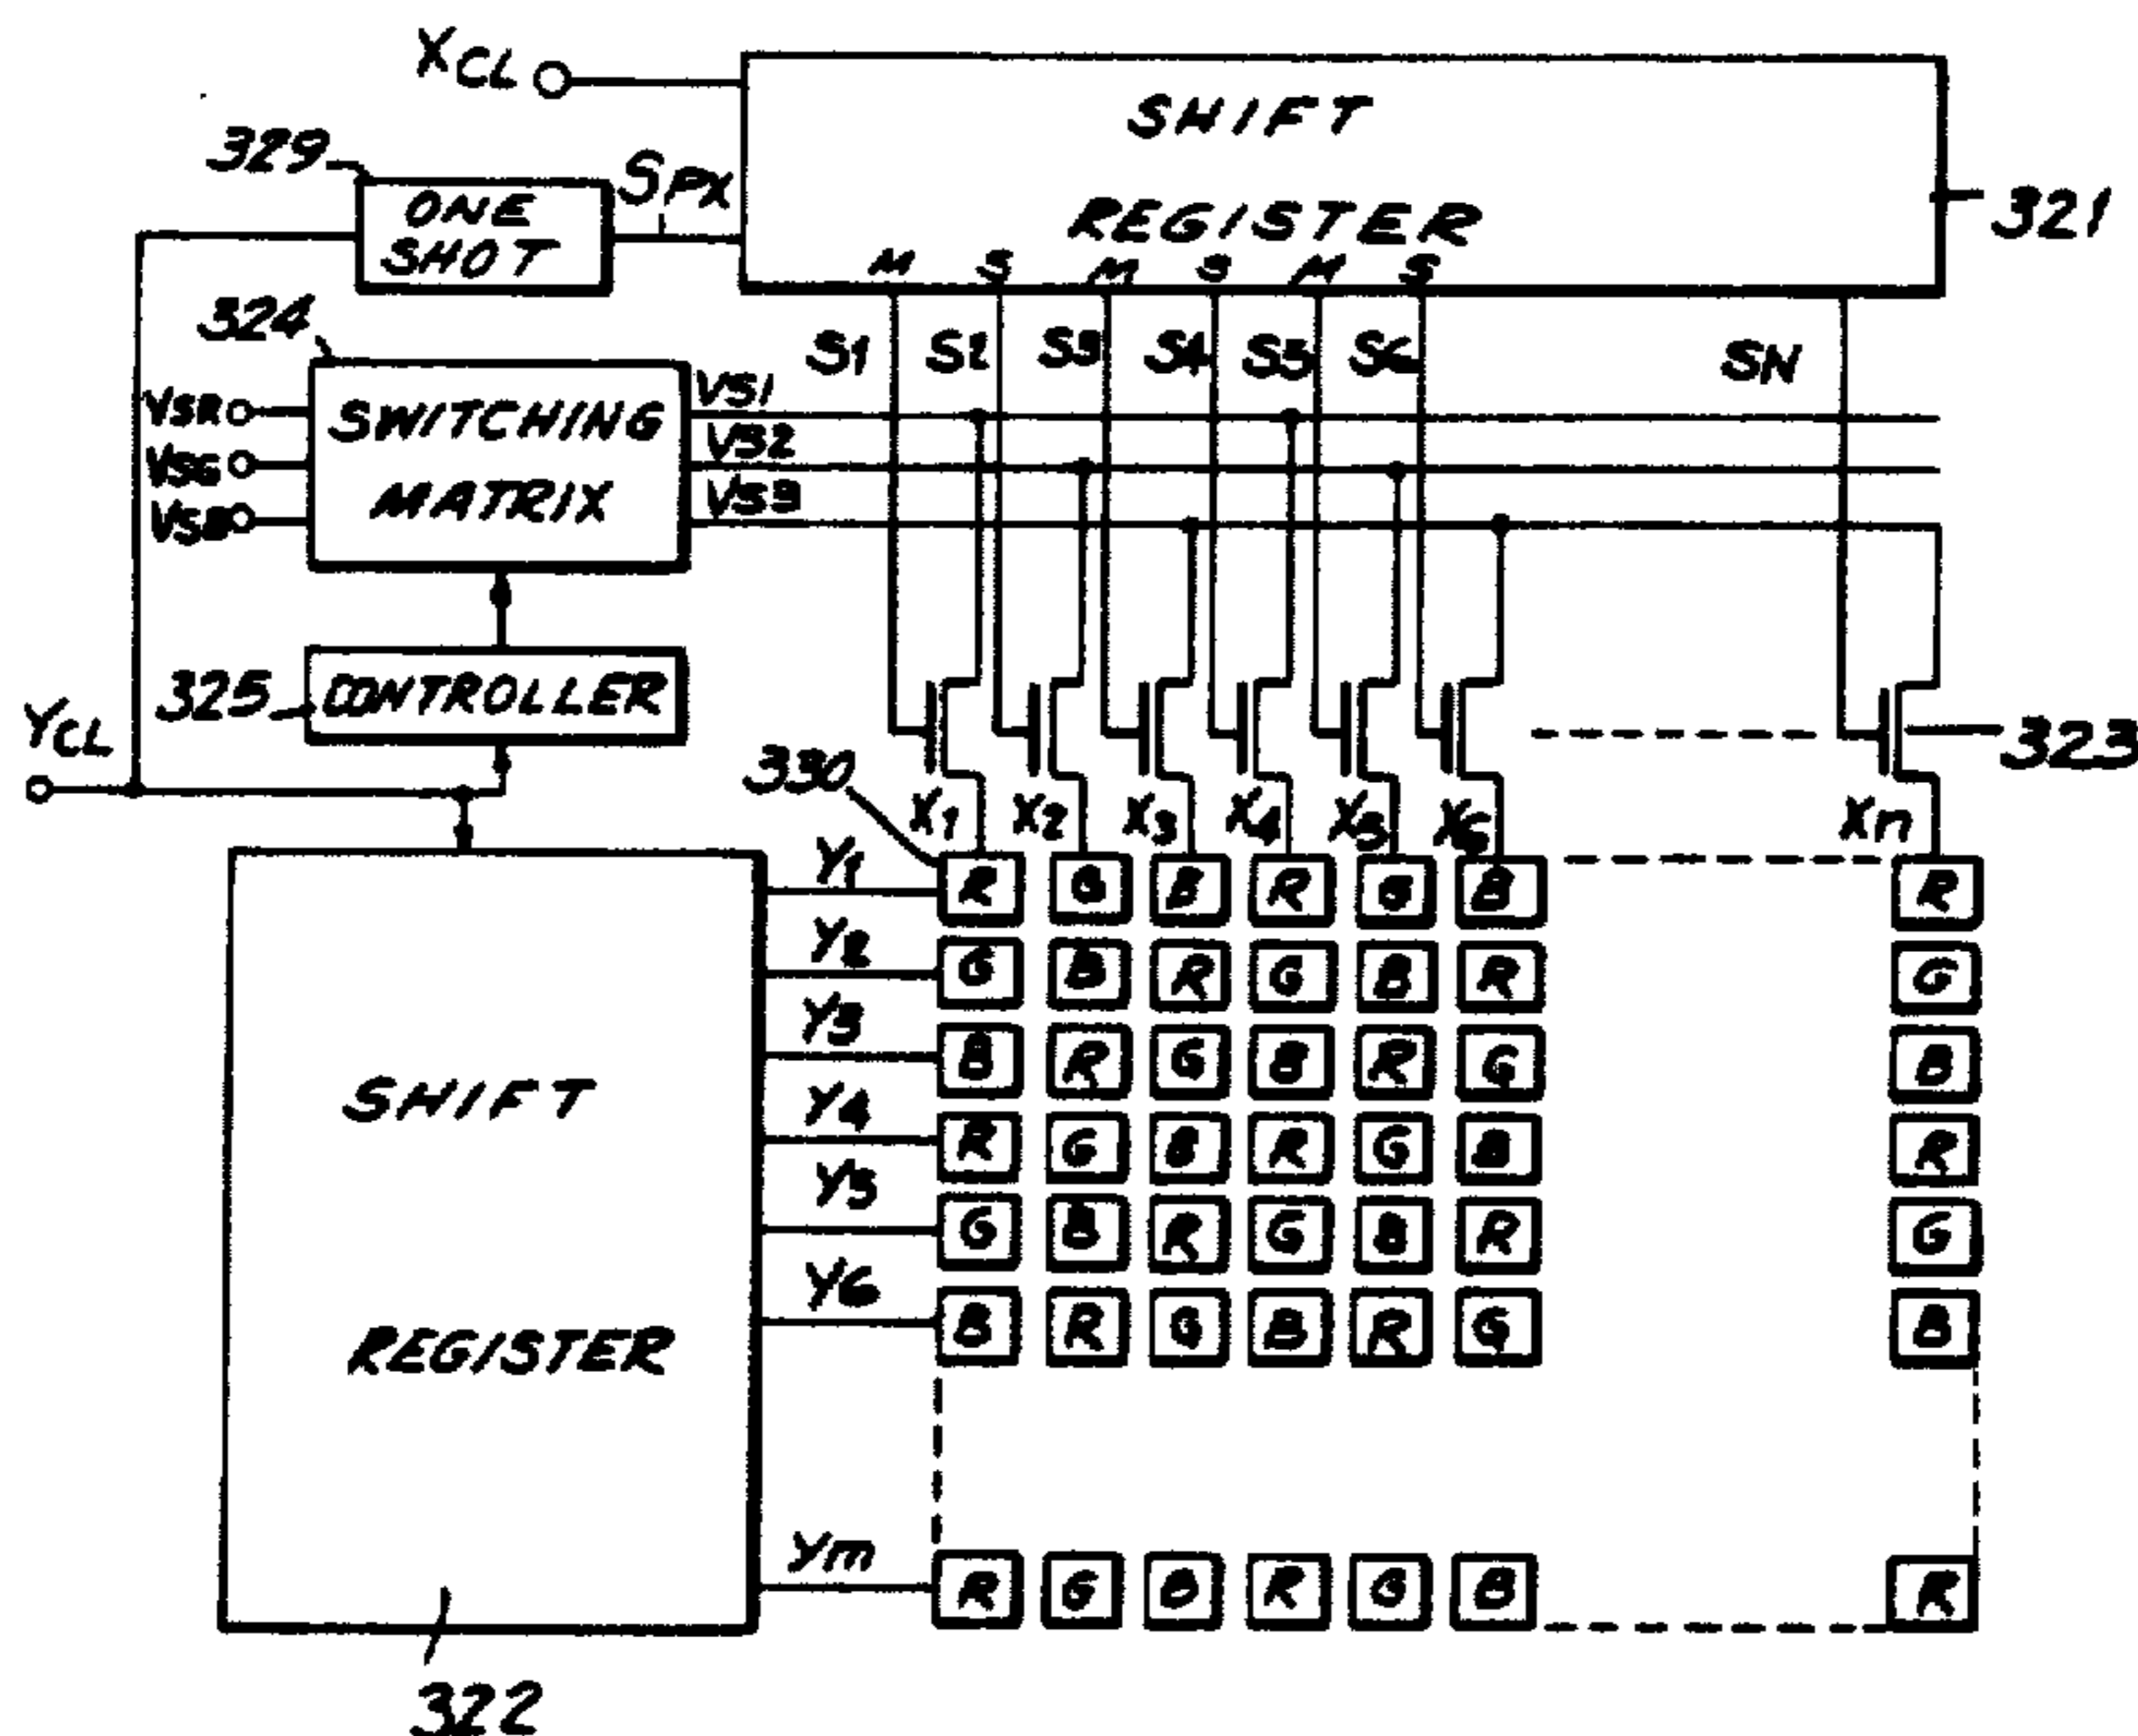 XCL
SHIFT
REGISTER
329
ONE
SHOT
SPX
321
M S M S M S
324
S1 S2 S3 S4 S5 S6 SN
VSR
VSG
VSB
SWITCHING
MATRIX
VS1
VS2
VS3
325
CONTROLLER
YCL
323
330
X1 X2 X3 X4 X5 X6 Xn
SHIFT
REGISTER
322
Y1 R G B R G B R
Y2 G B R G B R G
Y3 B R G B R G B
Y4 R G B R G B R
Y5 G B R G B R G
Y6 B R G B R G B
Ym R G B R G B R